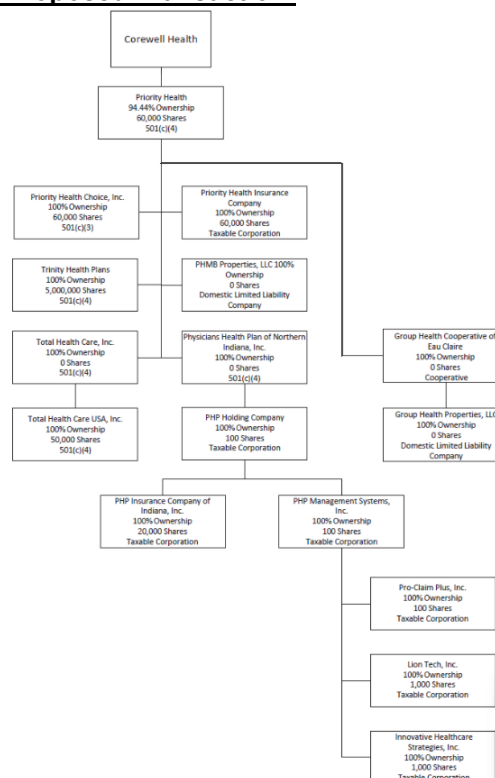 Corewell Health
Priority Health
94.44% Ownership
60,000 Shares
501(c)(4)
Priority Health Choice, Inc.
100% Ownership
60,000 Shares
501(c)(3)
Priority Health Insurance
Company
100% Ownership
60,000 Shares
Taxable Corporation
Trinity Health Plans
100% Ownership
5,000,000 Shares
501(c)(4)
PHMB Properties, LLC 100%
Ownership
0 Shares
Domestic Limited Liability
Company
Total Health Care, Inc.
100% Ownership
0 Shares
501(c)(4)
Physicians Health Plan of Northern
Indiana, Inc.
100% Ownership
0 Shares
501(c)(4)
Group Health Cooperative of
Eau Claire
100% Ownership
0 Shares
Cooperative
Total Health Care USA, Inc.
100% Ownership
50,000 Shares
501(c)(4)
PHP Holding Company
100% Ownership
100 Shares
Taxable Corporation
Group Health Properties, LLC
100% Ownership
0 Shares
Domestic Limited Liability
Company
PHP Insurance Company of
Indiana, Inc.
100% Ownership
20,000 Shares
Taxable Corporation
PHP Management Systems,
Inc.
100% Ownership
100 Shares
Taxable Corporation
Pro-Claim Plus, Inc.
100% Ownership
100 Shares
Taxable Corporation
Lion Tech, Inc.
100% Ownership
1,000 Shares
Taxable Corporation
Innovative Healthcare
Strategies, Inc.
100% Ownership
1,000 Shares
Taxable Corporation